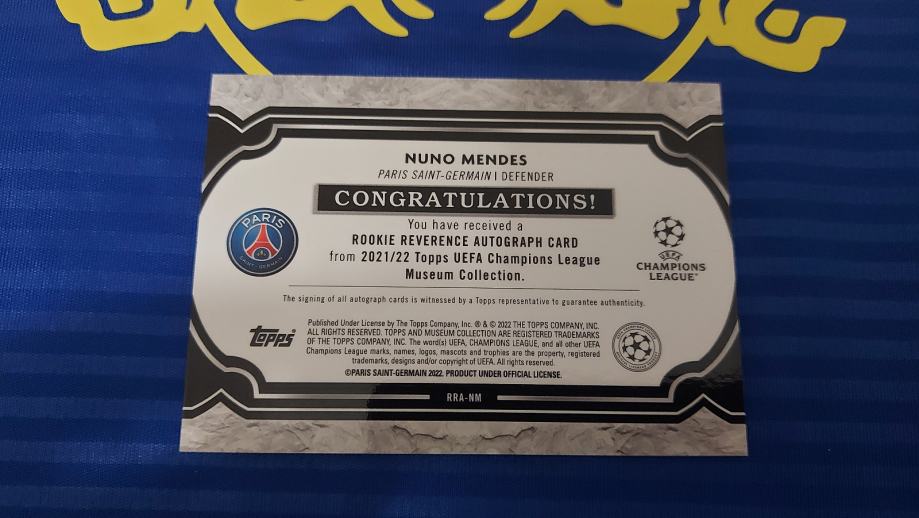 NUNO MENDES
PARIS SAINT-GERMAIN | DEFENDER
CONGRATULATIONS!
You have received a
ROOKIE REVERENCE AUTOGRAPH CARD
from 2021/22 Topps UEFA Champions League
Museum Collection.
PARIS
SAINT-GERMAIN
UEFA
CHAMPIONS
LEAGUE
The signing of all autograph cards is witnessed by a Topps representative to guarantee authenticity.
Topps
Published Under License by The Topps Company, Inc. ® & © 2022 THE TOPPS COMPANY, INC.
ALL RIGHTS RESERVED. TOPPS AND MUSEUM COLLECTION ARE REGISTERED TRADEMARKS
OF THE TOPPS COMPANY, INC. The word(s) UEFA, CHAMPIONS LEAGUE, and all other UEFA
Champions League marks, names, logos, mascots and trophies are the property, registered
trademarks, designs and/or copyright of UEFA. All rights reserved.
©PARIS SAINT-GERMAIN 2022. PRODUCT UNDER OFFICIAL LICENSE.
RRA-NM